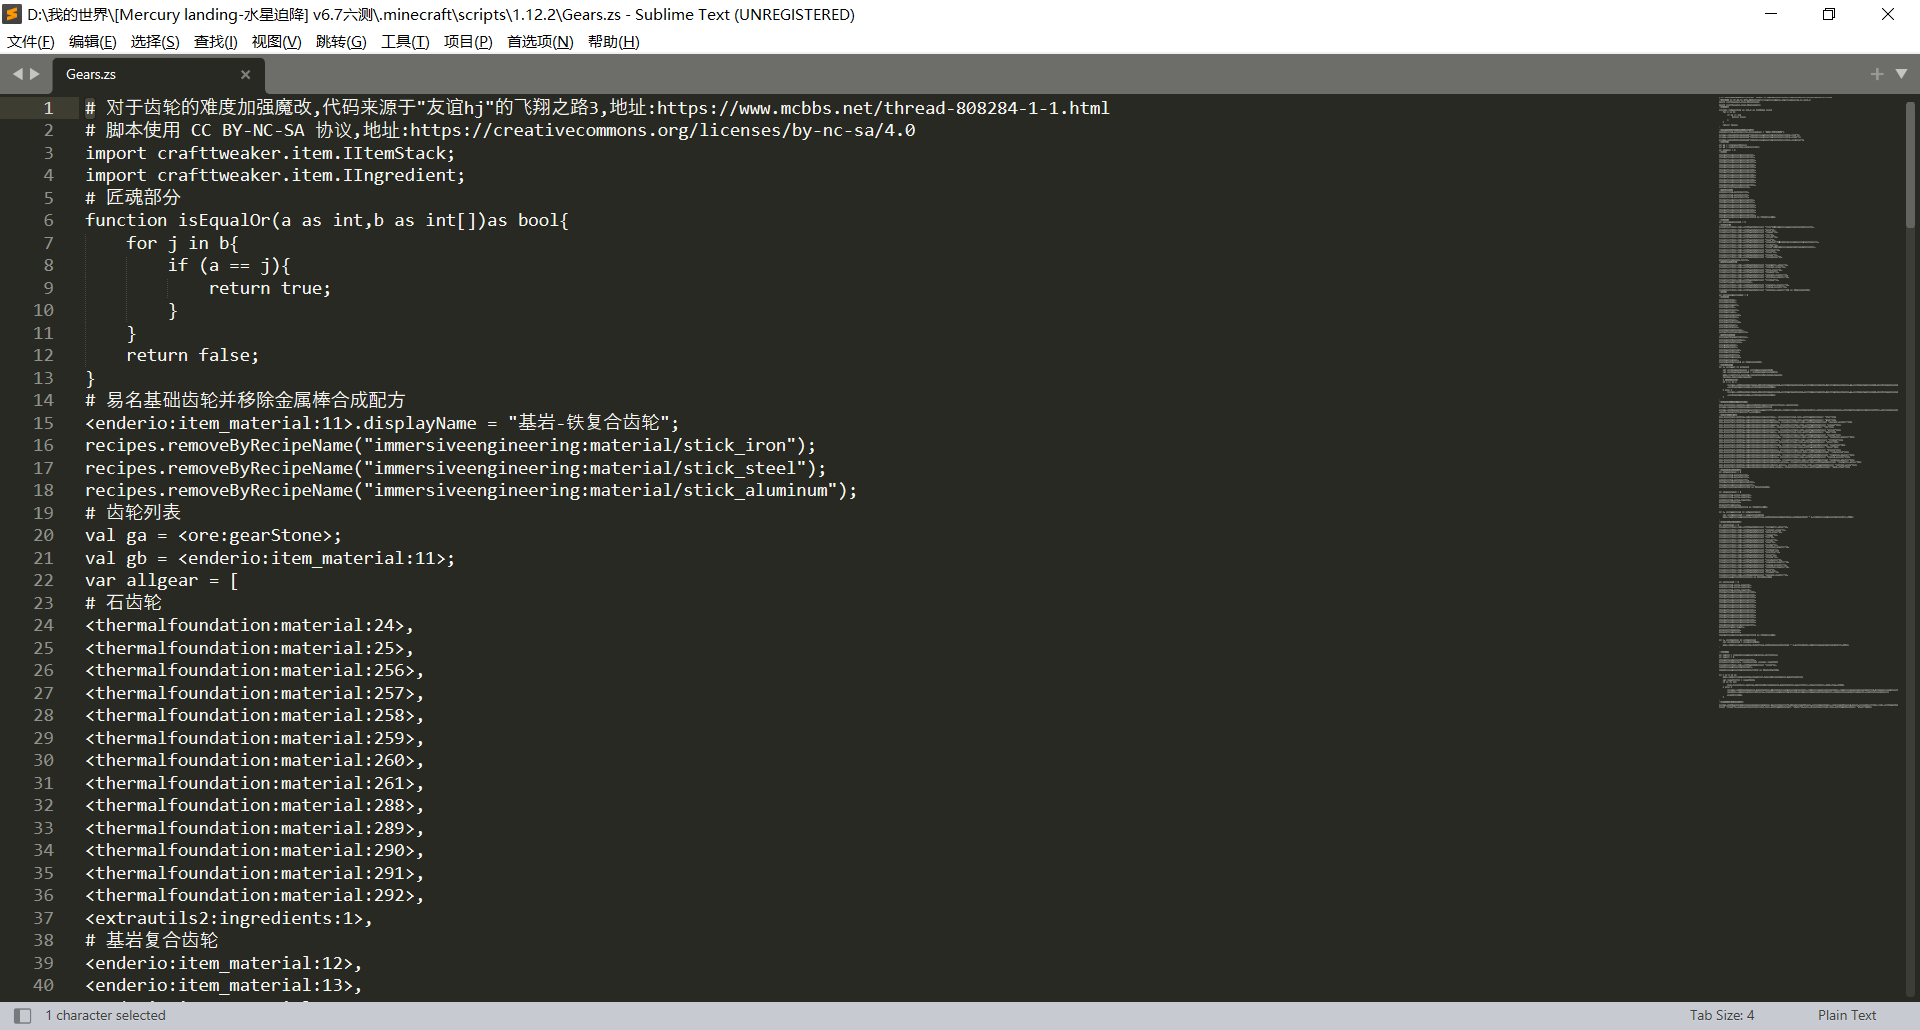 D:\我的世界\[Mercury landing-水星迫降] v6.7六测\.minecraft\scripts\1.12.2\Gears.zs - Sublime Text (UNREGISTERED)
文件(F) 编辑(E) 选择(S) 查找(I) 视图(V) 跳转(G) 工具(T) 项目(P) 首选项(N) 帮助(H)
Gears.zs
1 # 对于齿轮的难度加强魔改,代码来源于"友谊hj"的飞翔之路3,地址:https://www.mcbbs.net/thread-808284-1-1.html
2 # 脚本使用 CC BY-NC-SA 协议,地址:https://creativecommons.org/licenses/by-nc-sa/4.0
3 import crafttweaker.item.IItemStack;
4 import crafttweaker.item.IIngredient;
5 # 匠魂部分
6 function isEqualOr(a as int,b as int[])as bool{
7 for j in b{
8 if (a == j){
9 return true;
10 }
11 }
12 return false;
13 }
14 # 易名基础齿轮并移除金属棒合成配方
15 <enderio:item_material:11>.displayName = "基岩-铁复合齿轮";
16 recipes.removeByRecipeName("immersiveengineering:material/stick_iron");
17 recipes.removeByRecipeName("immersiveengineering:material/stick_steel");
18 recipes.removeByRecipeName("immersiveengineering:material/stick_aluminum");
19 # 齿轮列表
20 val ga = <ore:gearStone>;
21 val gb = <enderio:item_material:11>;
22 var allgear = [
23 # 石齿轮
24 <thermalfoundation:material:24>,
25 <thermalfoundation:material:25>,
26 <thermalfoundation:material:256>,
27 <thermalfoundation:material:257>,
28 <thermalfoundation:material:258>,
29 <thermalfoundation:material:259>,
30 <thermalfoundation:material:260>,
31 <thermalfoundation:material:261>,
32 <thermalfoundation:material:288>,
33 <thermalfoundation:material:289>,
34 <thermalfoundation:material:290>,
35 <thermalfoundation:material:291>,
36 <thermalfoundation:material:292>,
37 <extrautils2:ingredients:1>,
38 # 基岩复合齿轮
39 <enderio:item_material:12>,
40 <enderio:item_material:13>,
1 character selected Tab Size: 4 Plain Text